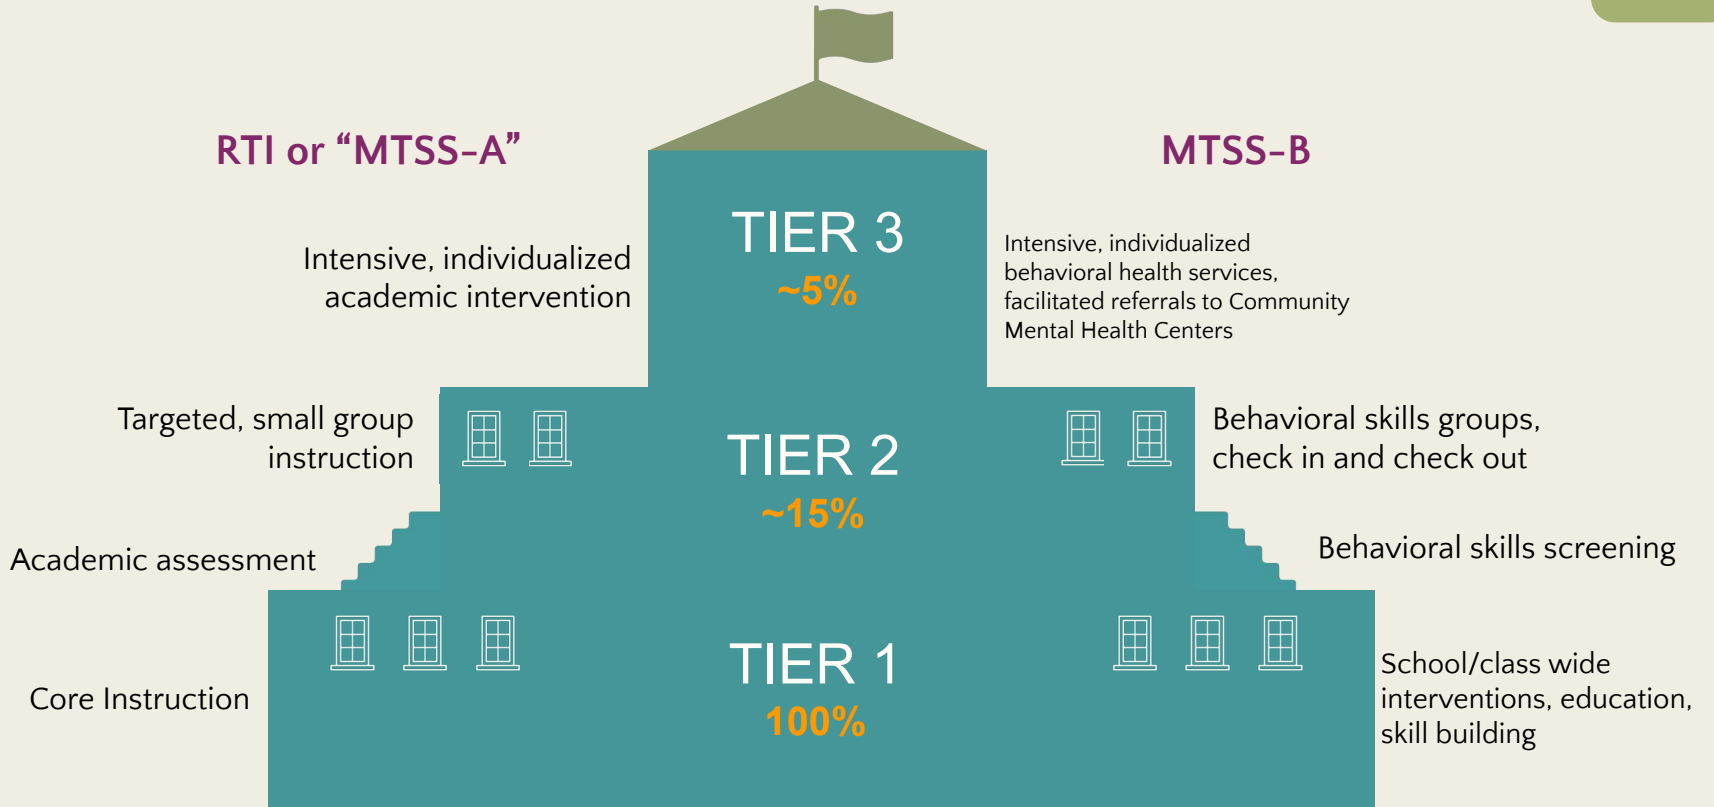 RTI or “MTSS-A”
MTSS-B
TIER 3
~5%
Intensive, individualized
academic intervention
Intensive, individualized
behavioral health services,
facilitated referrals to Community
Mental Health Centers
Targeted, small group
instruction
TIER 2
~15%
Behavioral skills groups,
check in and check out
Academic assessment
Behavioral skills screening
Core Instruction
TIER 1
100%
School/class wide
interventions, education,
skill building